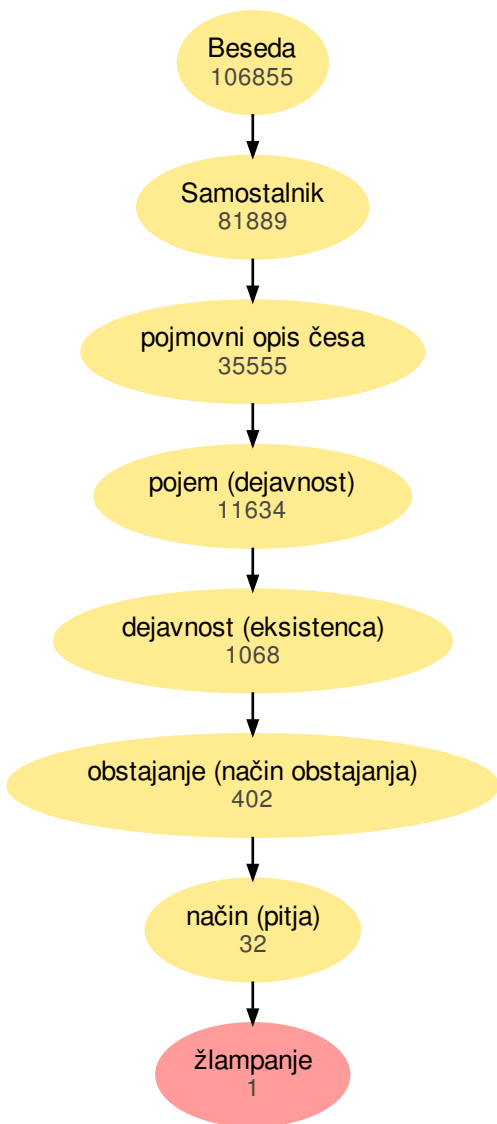 Beseda
106855
Samostalnik
81889
pojmovni opis česa
35555
pojem (dejavnost)
11634
dejavnost (eksistenca)
1068
obstajanje (način obstajanja)
402
način (pitja)
32
žlampanje
1